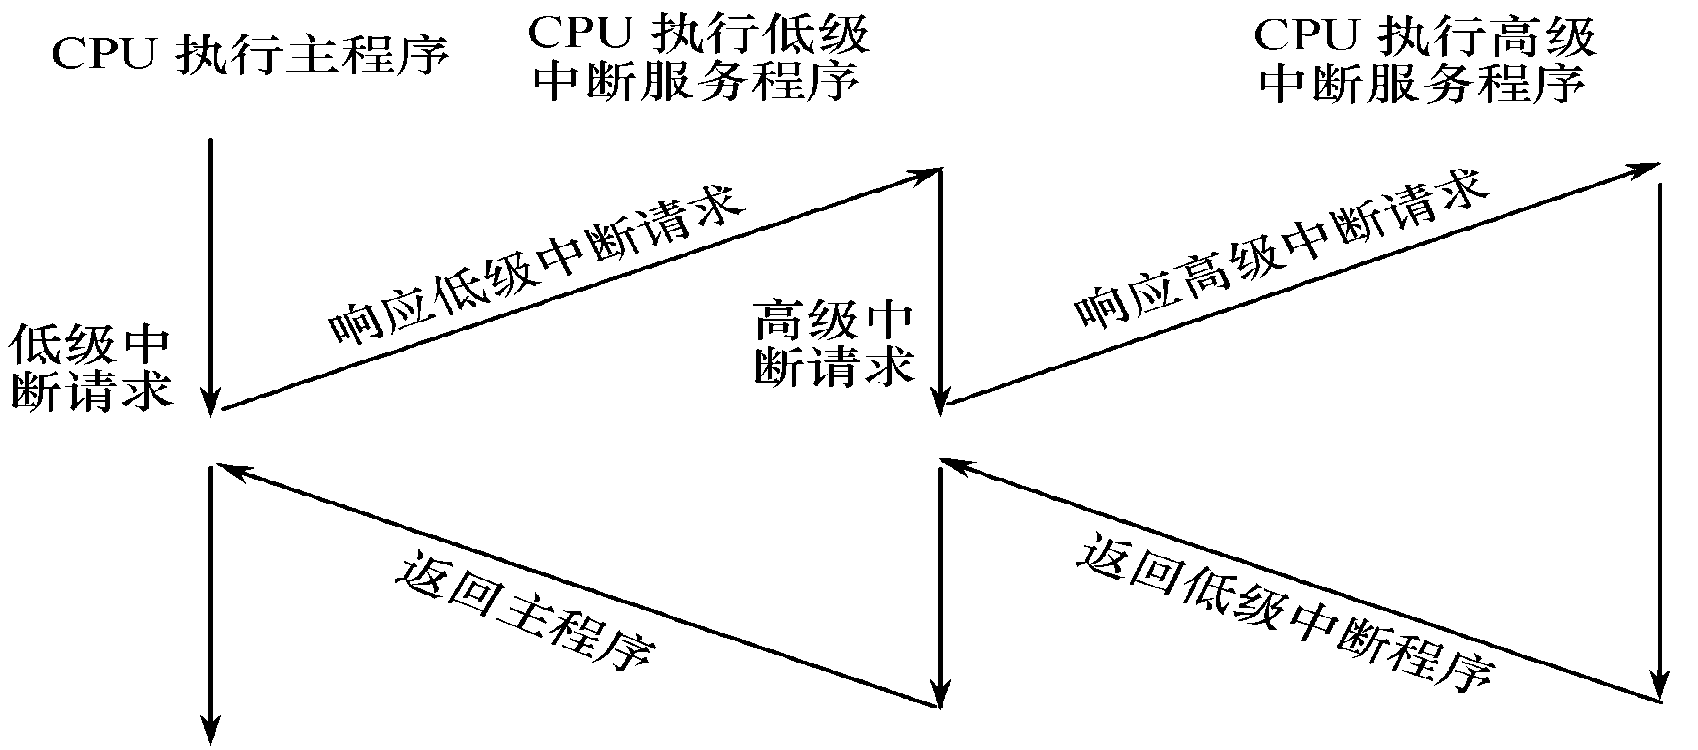 CPU 执行主程序
CPU 执行低级
中断服务程序
CPU 执行高级
中断服务程序
响应低级中断请求
响应高级中断请求
低级中
断请求
高级中
断请求
返回主程序
返回低级中断程序